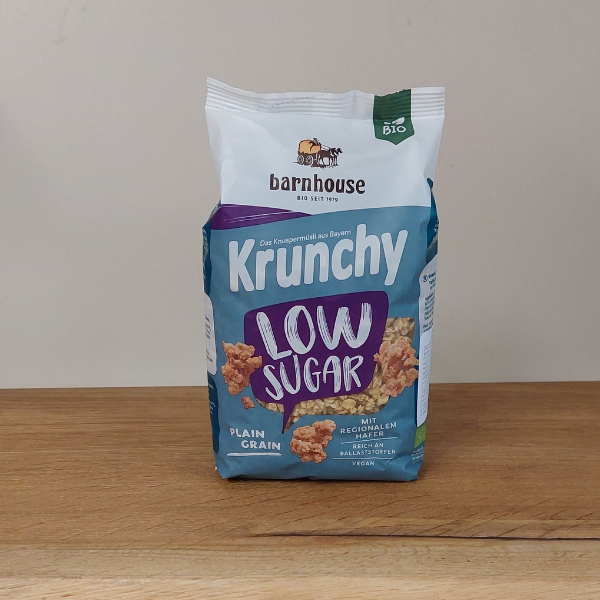 BIO
barnhouse
BIO SEIT 1979
Das Knuspermüsli aus Bayern
Krunchy
LOW
SUGAR
PLAIN
GRAIN
MIT
REGIONALEM
HAFER
REICH AN
BALLASTSTOFFEN
VEGAN